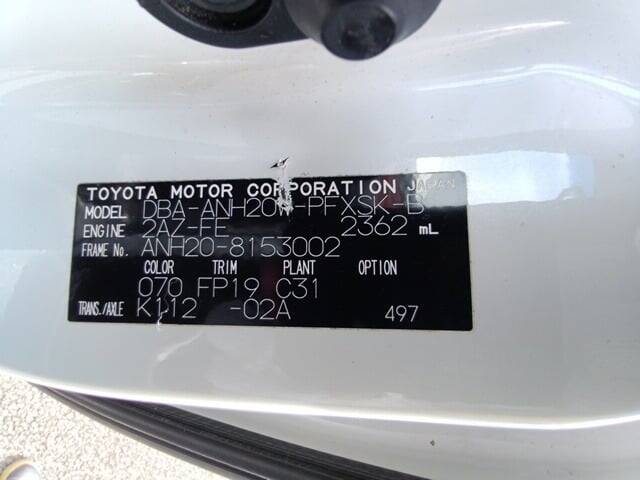 TOYOTA MOTOR CORPORATION JAPAN
MODEL DBA-ANH20W-PFXSK-B
ENGINE 2AZ-FE 2362 mL
FRAME No. ANH20-8153002
COLOR TRIM PLANT OPTION
070 FP19 C31
TRANS./AXLE K112 -02A 497